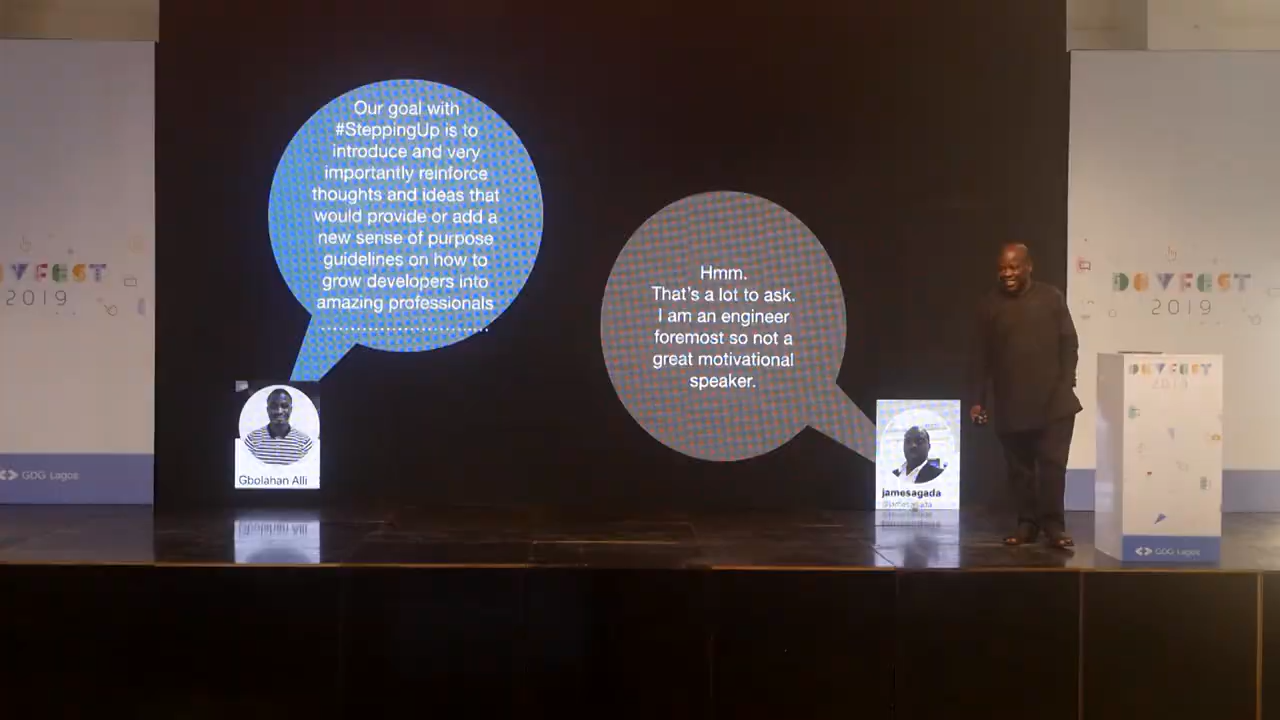 Our goal with
#SteppingUp is to
introduce and very
importantly reinforce
thoughts and ideas that
would provide or add a
new sense of purpose
guidelines on how to
grow developers into
amazing professionals
................................
Gbolahan Alli
Hmm.
That's a lot to ask.
I am an engineer
foremost so not a
great motivational
speaker.
jamesagada
@jamesagada
DEVFEST
2019
GDG Lagos
DEVFEST
2019
DEVFEST
2019
GDG Lagos